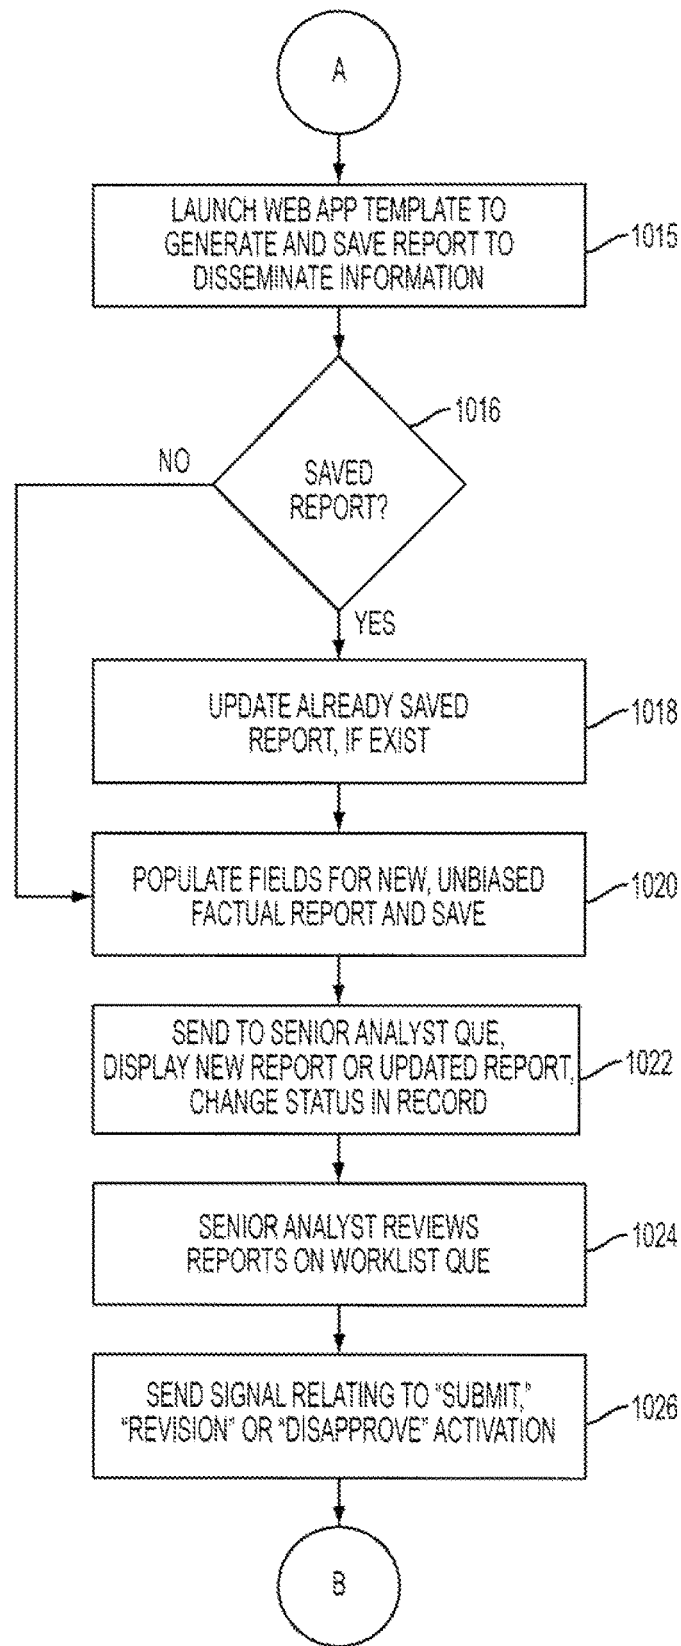 A
LAUNCH WEB APP TEMPLATE TO
GENERATE AND SAVE REPORT TO
DISSEMINATE INFORMATION
1015
1016
NO
SAVED
REPORT?
YES
UPDATE ALREADY SAVED
REPORT, IF EXIST
1018
POPULATE FIELDS FOR NEW, UNBIASED
FACTUAL REPORT AND SAVE
1020
SEND TO SENIOR ANALYST QUE,
DISPLAY NEW REPORT OR UPDATED REPORT,
CHANGE STATUS IN RECORD
1022
SENIOR ANALYST REVIEWS
REPORTS ON WORKLIST QUE
1024
SEND SIGNAL RELATING TO “SUBMIT,”
“REVISION” OR “DISAPPROVE” ACTIVATION
1026
B